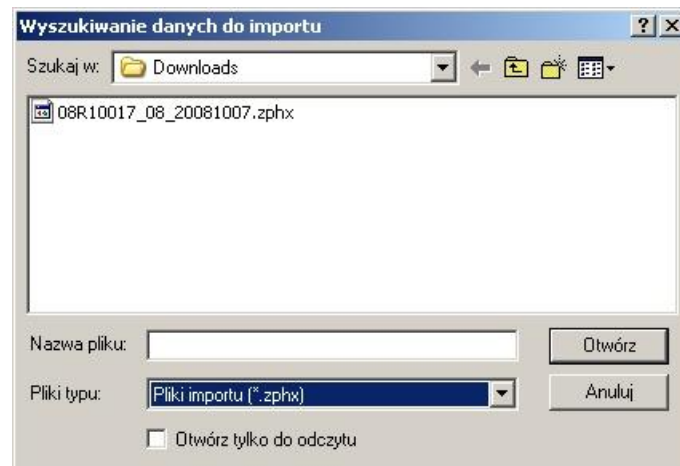 Wyszukiwanie danych do importu
Szukaj w: Downloads
08R10017_08_20081007.zphx
Nazwa pliku: Otwórz
Pliki typu: Pliki importu (*.zphx) Anuluj
Otwórz tylko do odczytu